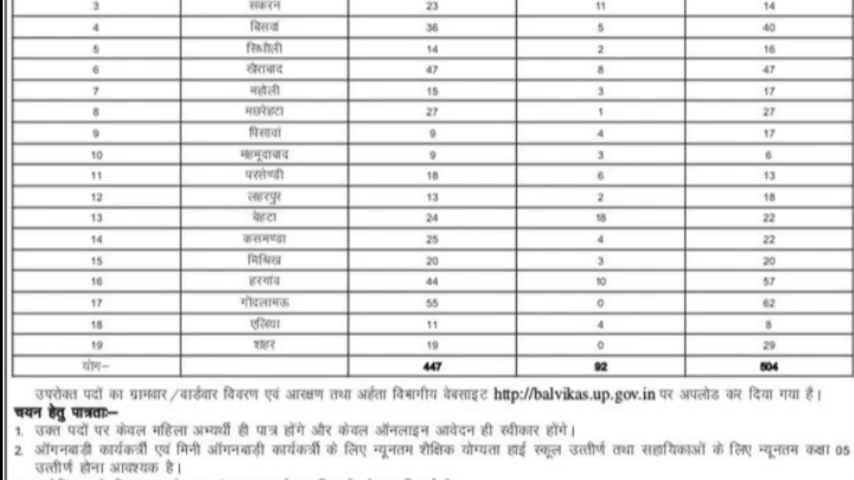 3 सकरन 23 11 14
4 बिसवां 36 5 40
5 सिधौली 14 2 16
6 खैराबाद 47 8 47
7 महोली 15 3 17
8 मछरेहटा 27 1 27
9 पिसावां 9 4 17
10 महमूदाबाद 9 3 6
11 परसेण्डी 18 6 13
12 लहरपुर 13 2 18
13 बेहटा 24 18 22
14 कसमण्डा 25 4 22
15 मिश्रिख 20 3 20
16 हरगांव 44 10 57
17 गोंदलामऊ 55 0 62
18 एलिया 11 4 8
19 शहर 19 0 29
योग– 447 92 504
उपरोक्त पदों का ग्रामवार/वार्डवार विवरण एवं आरक्षण तथा अर्हता विभागीय वेबसाइट http://balvikas.up.gov.in पर अपलोड कर दिया गया है।
चयन हेतु पात्रताः–
1. उक्त पदों पर केवल महिला अभ्यर्थी ही पात्र होंगे और केवल ऑनलाइन आवेदन ही स्वीकार होंगे।
2. ऑगनबाड़ी कार्यकर्त्री एवं मिनी ऑगनबाड़ी कार्यकर्त्री के लिए न्यूनतम शैक्षिक योग्यता हाई स्कूल उत्तीर्ण तथा सहायिकाओं के लिए न्यूनतम कक्षा 05
उत्तीर्ण होना आवश्यक है।